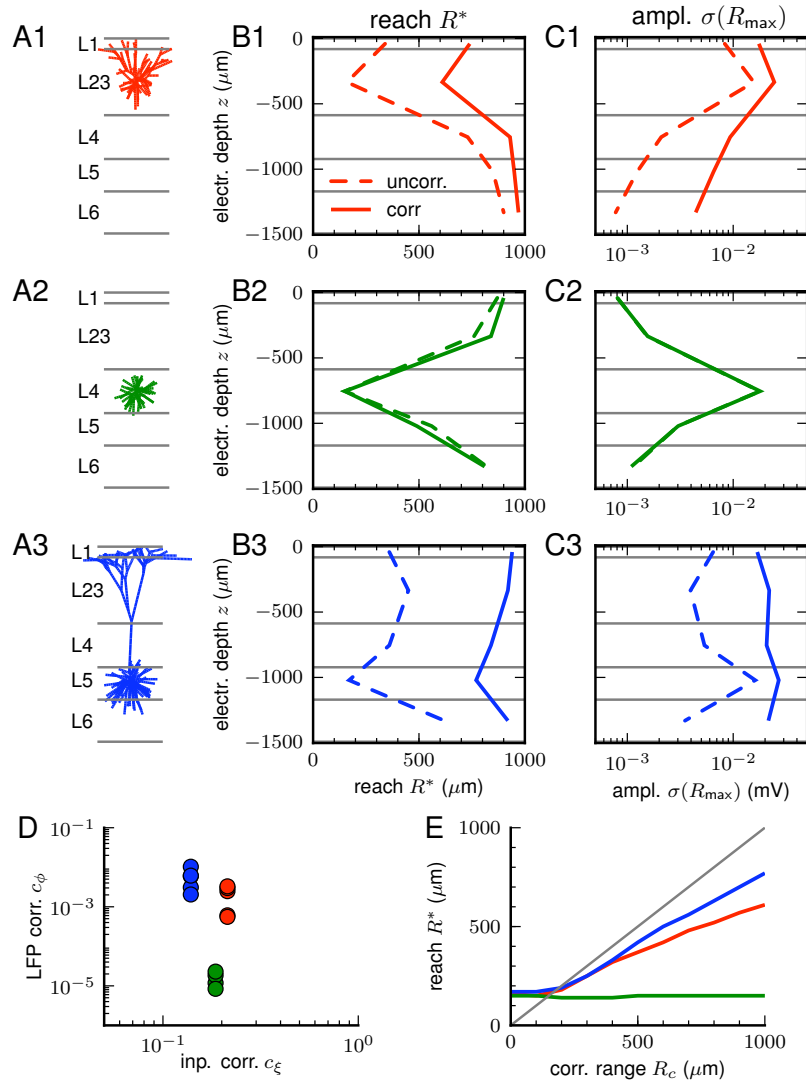 reach R*
ampl. σ(R_max)
A1
L1
L23
L4
L5
L6
B1
electr. depth z (μm)
0
−500
−1000
−1500
uncorr.
corr
0
500
1000
C1
10⁻³
10⁻²
A2
L1
L23
L4
L5
L6
B2
electr. depth z (μm)
0
−500
−1000
−1500
0
500
1000
C2
10⁻³
10⁻²
A3
L1
L23
L4
L5
L6
B3
electr. depth z (μm)
0
−500
−1000
−1500
0
500
1000
reach R* (μm)
C3
10⁻³
10⁻²
ampl. σ(R_max) (mV)
D
LFP corr. c_ϕ
10⁻¹
10⁻³
10⁻⁵
10⁻¹
10⁰
inp. corr. c_ξ
E
reach R*
(μm)
1000
500
0
0
500
1000
corr. range R_c (μm)